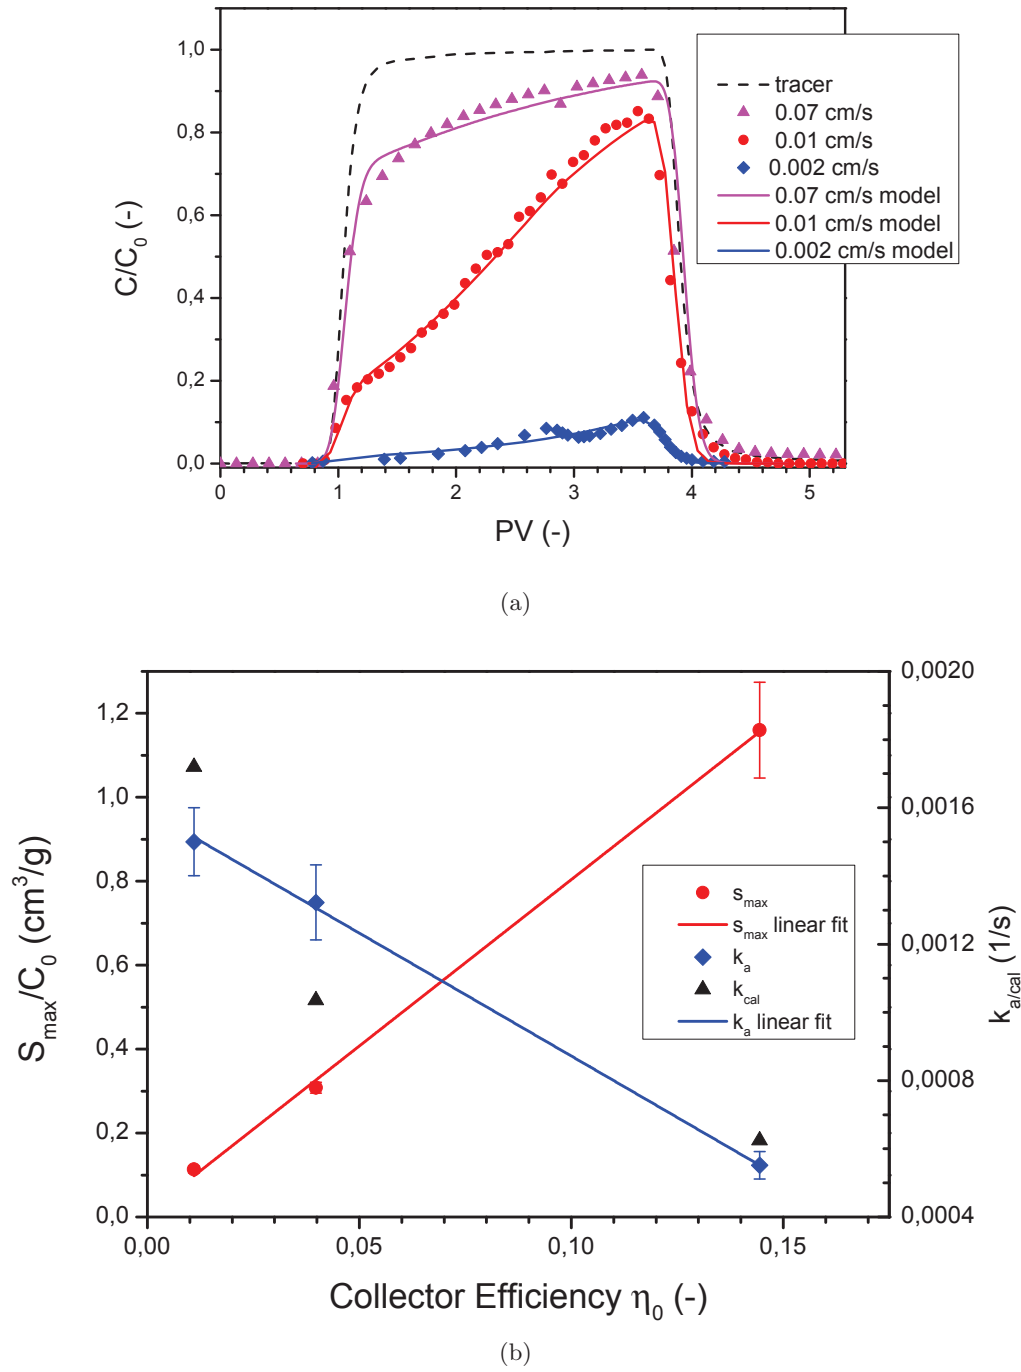 1,0
0,8
0,6
0,4
0,2
0,0
C/C0 (-)
0 1 2 3 4 5
PV (-)
tracer
0.07 cm/s
0.01 cm/s
0.002 cm/s
0.07 cm/s model
0.01 cm/s model
0.002 cm/s model
(a)
1,2
1,0
0,8
0,6
0,4
0,2
0,0
Smax/C0 (cm³/g)
0,0020
0,0016
0,0012
0,0008
0,0004
ka/cal (1/s)
smax
smax linear fit
ka
kcal
ka linear fit
0,00 0,05 0,10 0,15
Collector Efficiency η0 (-)
(b)